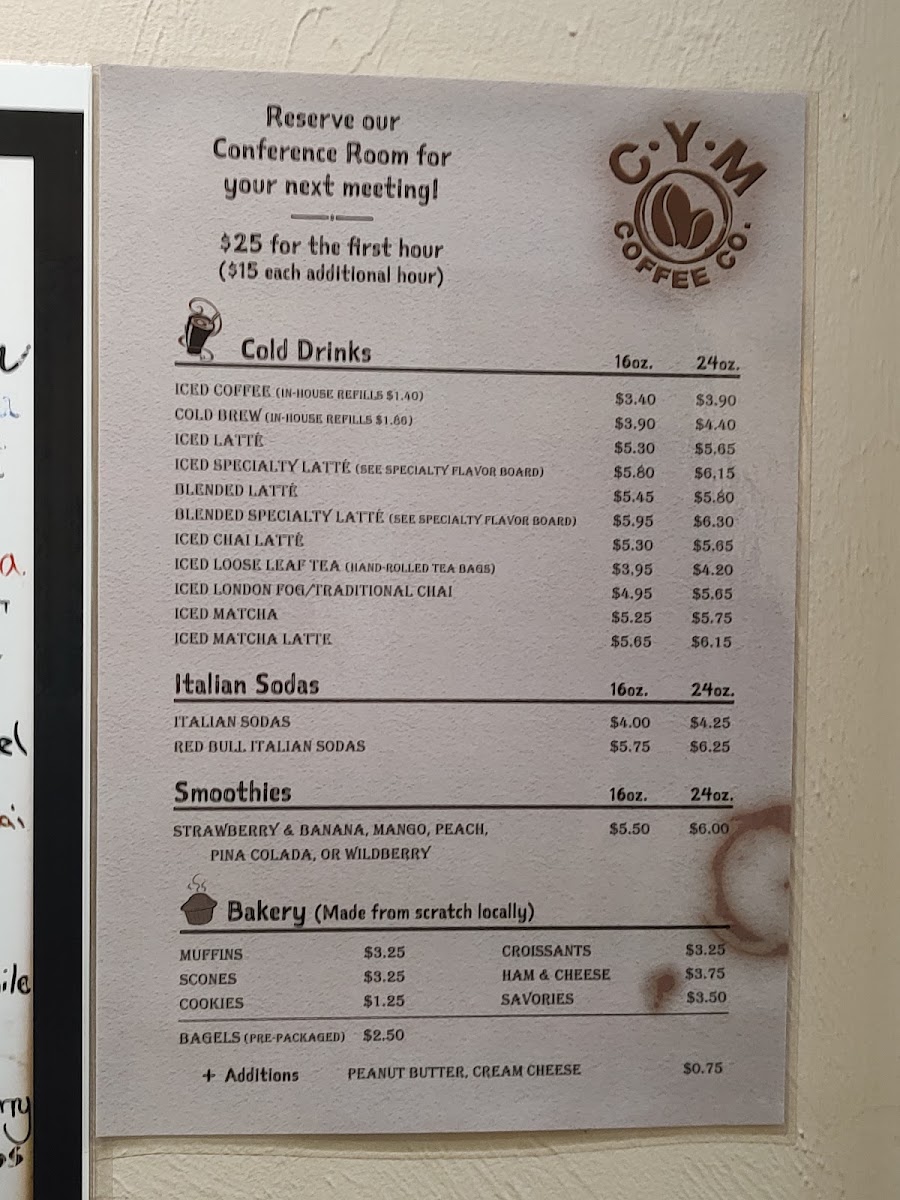 Reserve our
Conference Room for
your next meeting!
$25 for the first hour
($15 each additional hour)
C·Y·M
COFFEE CO.
Cold Drinks 16oz. 24oz.
ICED COFFEE (IN-HOUSE REFILLS $1.40) $3.40 $3.90
COLD BREW (IN-HOUSE REFILLS $1.86) $3.90 $4.40
ICED LATTÉ $5.30 $5.65
ICED SPECIALTY LATTÉ (SEE SPECIALTY FLAVOR BOARD) $5.80 $6.15
BLENDED LATTÉ $5.45 $5.80
BLENDED SPECIALTY LATTÉ (SEE SPECIALTY FLAVOR BOARD) $5.95 $6.30
ICED CHAI LATTÉ $5.30 $5.65
ICED LOOSE LEAF TEA (HAND-ROLLED TEA BAGS) $3.95 $4.20
ICED LONDON FOG/TRADITIONAL CHAI $4.95 $5.65
ICED MATCHA $5.25 $5.75
ICED MATCHA LATTE $5.65 $6.15
Italian Sodas 16oz. 24oz.
ITALIAN SODAS $4.00 $4.25
RED BULL ITALIAN SODAS $5.75 $6.25
Smoothies 16oz. 24oz.
STRAWBERRY & BANANA, MANGO, PEACH, $5.50 $6.00
PINA COLADA, OR WILDBERRY
Bakery (Made from scratch locally)
MUFFINS $3.25 CROISSANTS $3.25
SCONES $3.25 HAM & CHEESE $3.75
COOKIES $1.25 SAVORIES $3.50
BAGELS (PRE-PACKAGED) $2.50
+ Additions PEANUT BUTTER, CREAM CHEESE $0.75